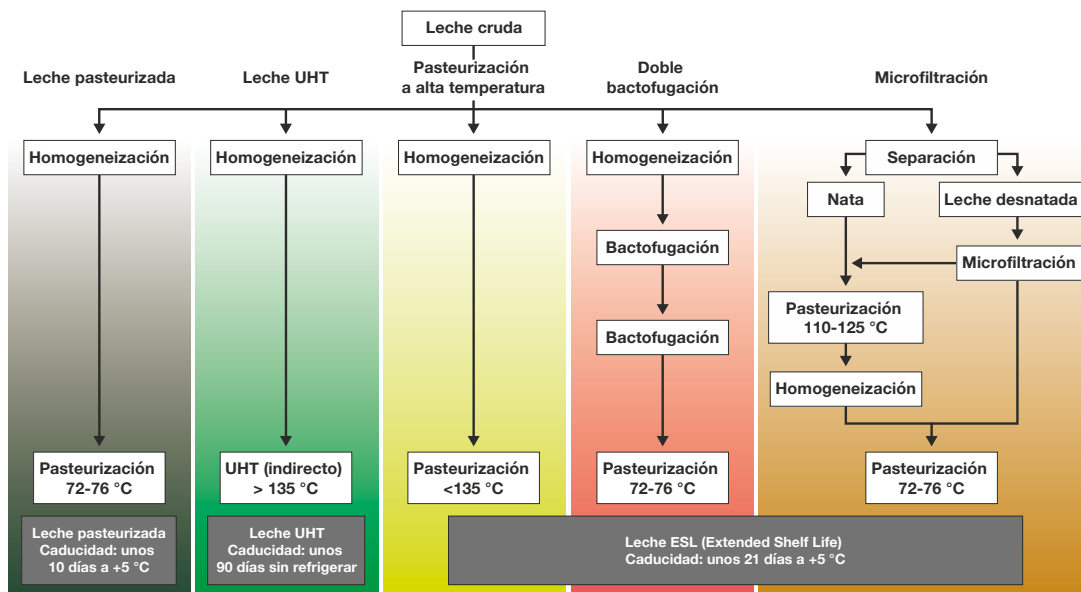 Leche cruda
Leche pasteurizada
Leche UHT
Pasteurización
a alta temperatura
Doble
bactofugación
Microfiltración
Homogeneización
Homogeneización
Homogeneización
Homogeneización
Separación
Nata
Leche desnatada
Bactofugación
Microfiltración
Pasteurización
110-125 °C
Bactofugación
Homogeneización
Pasteurización
72-76 °C
UHT (indirecto)
> 135 °C
Pasteurización
<135 °C
Pasteurización
72-76 °C
Pasteurización
72-76 °C
Leche pasteurizada
Caducidad: unos
10 días a +5 °C
Leche UHT
Caducidad: unos
90 días sin refrigerar
Leche ESL (Extended Shelf Life)
Caducidad: unos 21 días a +5 °C